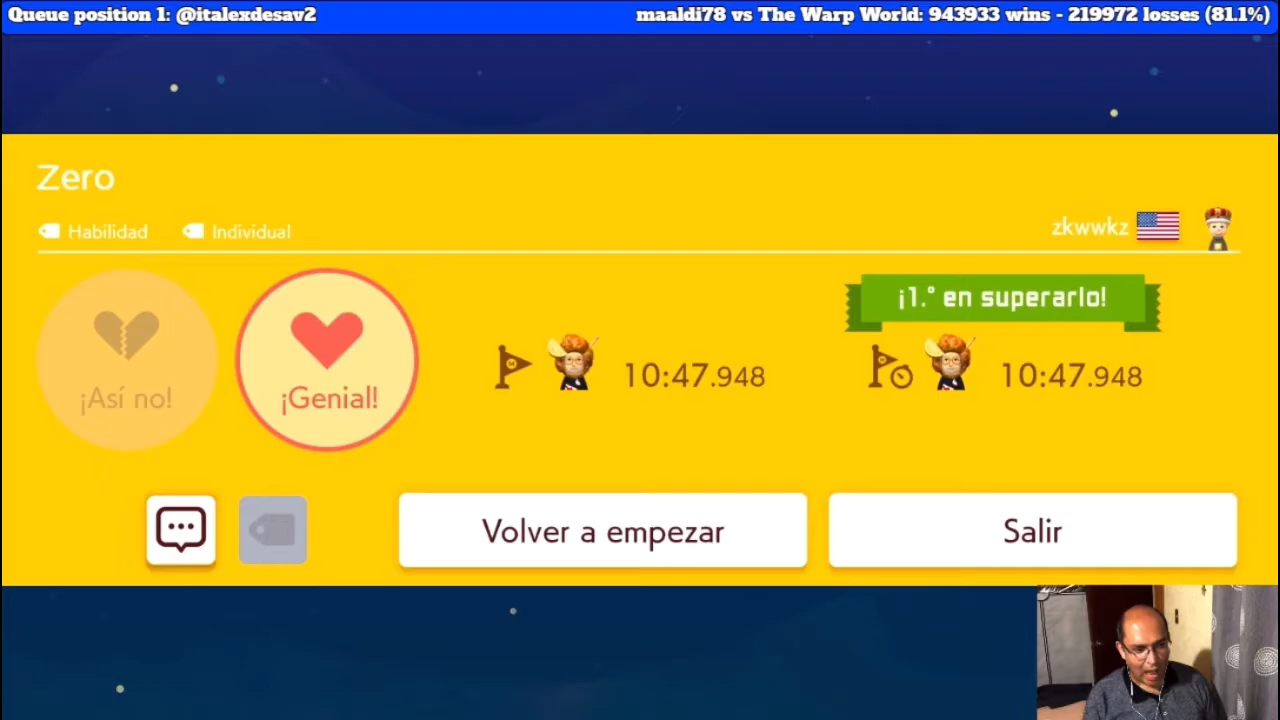 Queue position 1: @italexdesav2
maaldi78 vs The Warp World: 943933 wins - 219972 losses (81.1%)
Zero
Habilidad Individual
zkwwkz
¡1.° en superarlo!
10:47.948
10:47.948
¡Así no!
¡Genial!
Volver a empezar
Salir